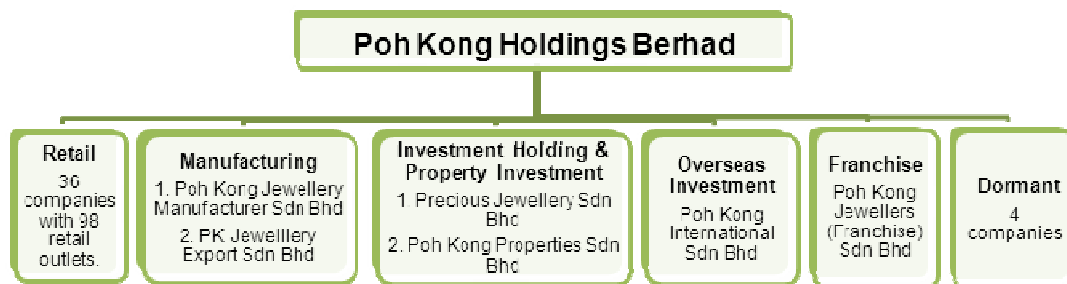 Poh Kong Holdings Berhad
Retail
36
companies
with 98
retail
outlets.
Manufacturing
1. Poh Kong Jewellery
Manufacturer Sdn Bhd
2. PK Jewelllery
Export Sdn Bhd
Investment Holding &
Property Investment
1. Precious Jewellery Sdn
Bhd
2. Poh Kong Properties Sdn
Bhd
Overseas
Investment
Poh Kong
International
Sdn Bhd
Franchise
Poh Kong
Jewellers
(Franchise)
Sdn Bhd
Dormant
4
companies